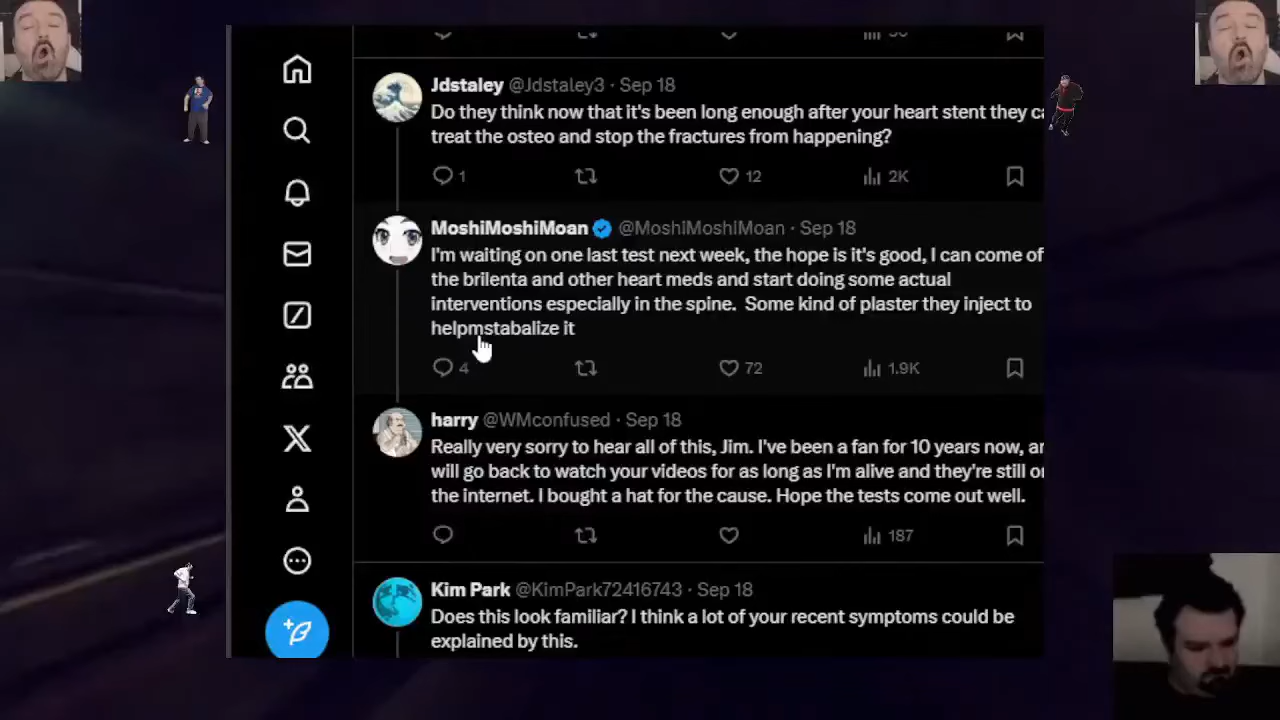 Jdstaley @Jdstaley3 · Sep 18
Do they think now that it's been long enough after your heart stent they ca
treat the osteo and stop the fractures from happening?
1 12 2K
MoshiMoshiMoan @MoshiMoshiMoan · Sep 18
I'm waiting on one last test next week, the hope is it's good, I can come of
the brilenta and other heart meds and start doing some actual
interventions especially in the spine. Some kind of plaster they inject to
helpmstabalize it
4 72 1.9K
harry @WMconfused · Sep 18
Really very sorry to hear all of this, Jim. I've been a fan for 10 years now, an
will go back to watch your videos for as long as I'm alive and they're still on
the internet. I bought a hat for the cause. Hope the tests come out well.
187
Kim Park @KimPark72416743 · Sep 18
Does this look familiar? I think a lot of your recent symptoms could be
explained by this.